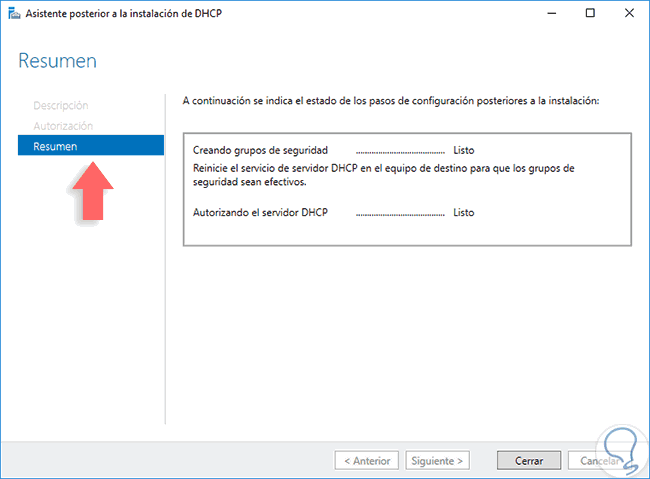 Asistente posterior a la instalación de DHCP
Resumen
Descripción
Autorización
Resumen
A continuación se indica el estado de los pasos de configuración posteriores a la instalación:
Creando grupos de seguridad ........................................ Listo
Reinicie el servicio de servidor DHCP en el equipo de destino para que los grupos de
seguridad sean efectivos.
Autorizando el servidor DHCP ........................................ Listo
< Anterior
Siguiente >
Cerrar
Cancelar